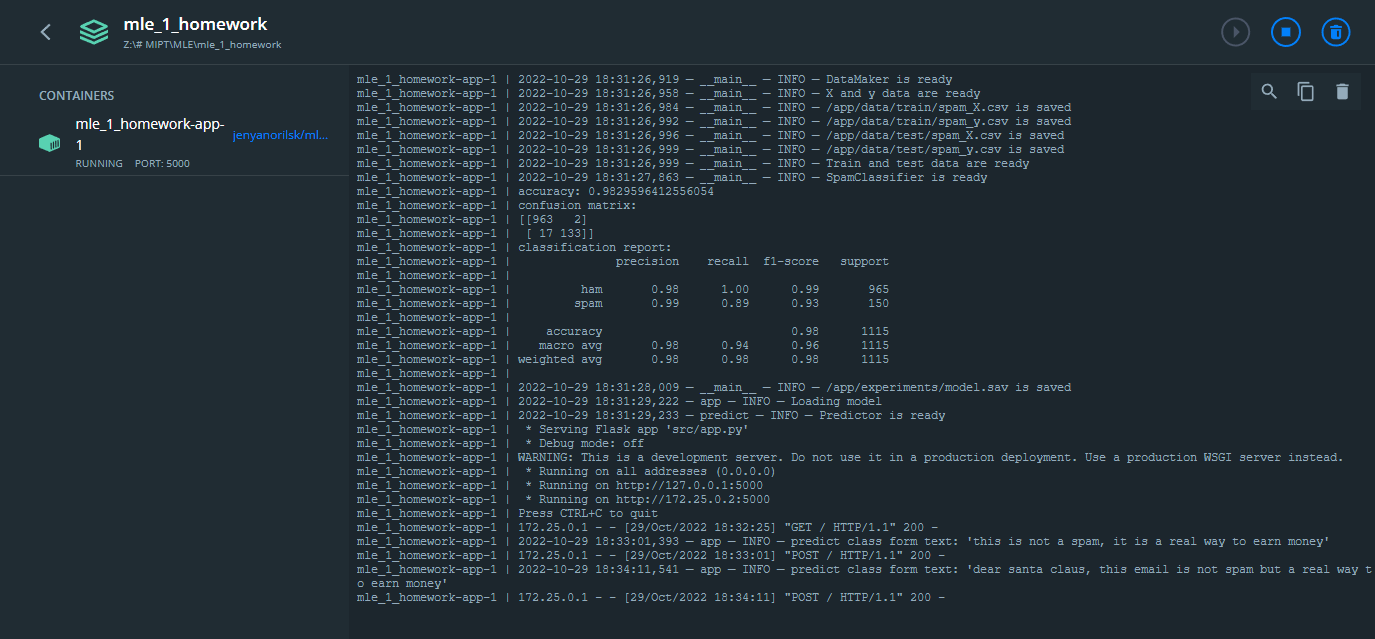 mle_1_homework
Z:\# MIPT\MLE\mle_1_homework
CONTAINERS
mle_1_homework-app-
1
jenyanorilsk/ml...
RUNNING PORT: 5000
mle_1_homework-app-1 | 2022-10-29 18:31:26,919 — __main__ — INFO — DataMaker is ready
mle_1_homework-app-1 | 2022-10-29 18:31:26,958 — __main__ — INFO — X and y data are ready
mle_1_homework-app-1 | 2022-10-29 18:31:26,984 — __main__ — INFO — /app/data/train/spam_X.csv is saved
mle_1_homework-app-1 | 2022-10-29 18:31:26,992 — __main__ — INFO — /app/data/train/spam_y.csv is saved
mle_1_homework-app-1 | 2022-10-29 18:31:26,996 — __main__ — INFO — /app/data/test/spam_X.csv is saved
mle_1_homework-app-1 | 2022-10-29 18:31:26,999 — __main__ — INFO — /app/data/test/spam_y.csv is saved
mle_1_homework-app-1 | 2022-10-29 18:31:26,999 — __main__ — INFO — Train and test data are ready
mle_1_homework-app-1 | 2022-10-29 18:31:27,863 — __main__ — INFO — SpamClassifier is ready
mle_1_homework-app-1 | accuracy: 0.9829596412556054
mle_1_homework-app-1 | confusion matrix:
mle_1_homework-app-1 | [[963   2]
mle_1_homework-app-1 |  [ 17 133]]
mle_1_homework-app-1 | classification report:
mle_1_homework-app-1 |               precision    recall  f1-score   support
mle_1_homework-app-1 |
mle_1_homework-app-1 |          ham       0.98      1.00      0.99       965
mle_1_homework-app-1 |         spam       0.99      0.89      0.93       150
mle_1_homework-app-1 |
mle_1_homework-app-1 |     accuracy                           0.98      1115
mle_1_homework-app-1 |    macro avg       0.98      0.94      0.96      1115
mle_1_homework-app-1 | weighted avg       0.98      0.98      0.98      1115
mle_1_homework-app-1 |
mle_1_homework-app-1 | 2022-10-29 18:31:28,009 — __main__ — INFO — /app/experiments/model.sav is saved
mle_1_homework-app-1 | 2022-10-29 18:31:29,222 — app — INFO — Loading model
mle_1_homework-app-1 | 2022-10-29 18:31:29,233 — predict — INFO — Predictor is ready
mle_1_homework-app-1 |  * Serving Flask app 'src/app.py'
mle_1_homework-app-1 |  * Debug mode: off
mle_1_homework-app-1 | WARNING: This is a development server. Do not use it in a production deployment. Use a production WSGI server instead.
mle_1_homework-app-1 |  * Running on all addresses (0.0.0.0)
mle_1_homework-app-1 |  * Running on http://127.0.0.1:5000
mle_1_homework-app-1 |  * Running on http://172.25.0.2:5000
mle_1_homework-app-1 | Press CTRL+C to quit
mle_1_homework-app-1 | 172.25.0.1 - - [29/Oct/2022 18:32:25] "GET / HTTP/1.1" 200 -
mle_1_homework-app-1 | 2022-10-29 18:33:01,393 — app — INFO — predict class form text: 'this is not a spam, it is a real way to earn money'
mle_1_homework-app-1 | 172.25.0.1 - - [29/Oct/2022 18:33:01] "POST / HTTP/1.1" 200 -
mle_1_homework-app-1 | 2022-10-29 18:34:11,541 — app — INFO — predict class form text: 'dear santa claus, this email is not spam but a real way t
o earn money'
mle_1_homework-app-1 | 172.25.0.1 - - [29/Oct/2022 18:34:11] "POST / HTTP/1.1" 200 -